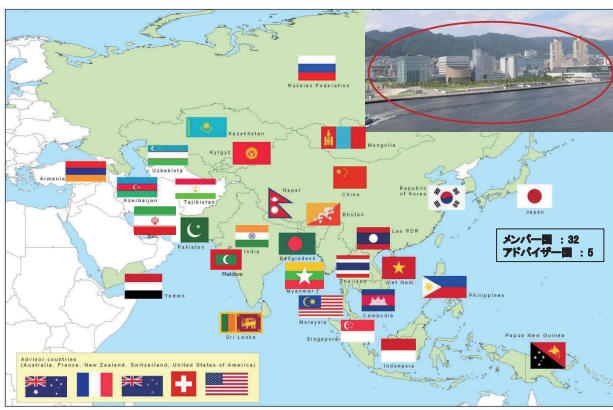 Russian Federation
Kazakhstan
Mongolia
Kyrgyz
Uzbekista
Armenia
Azerbaijan
Tajikistan
Nepal
China
Republic
of Korea
Japan
Bhutan
Iran
Pakistan
India
Bangladesh
Lao PDR
メンバー国 :32
アドバイザー国 :5
Maldive
Myanmar
Thailand
Viet Nam
Yemen
Philippines
Malaysia
Cambodia
Sri Lanka
Singapore
Indonesia
Papua New Guinea
Advisor countries
(Australia, France, New Zealand, Switzerland, United States of America)